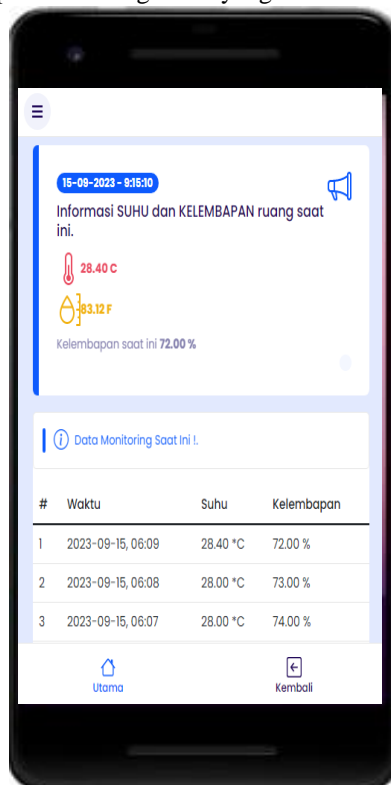 15-09-2023 - 9:15:10
Informasi SUHU dan KELEMBAPAN ruang saat
ini.
28.40 C
83.12 F
Kelembapan saat ini 72.00 %
Data Monitoring Saat Ini !.
# Waktu Suhu Kelembapan
1 2023-09-15, 06:09 28.40 *C 72.00 %
2 2023-09-15, 06:08 28.00 *C 73.00 %
3 2023-09-15, 06:07 28.00 *C 74.00 %
Utama Kembali